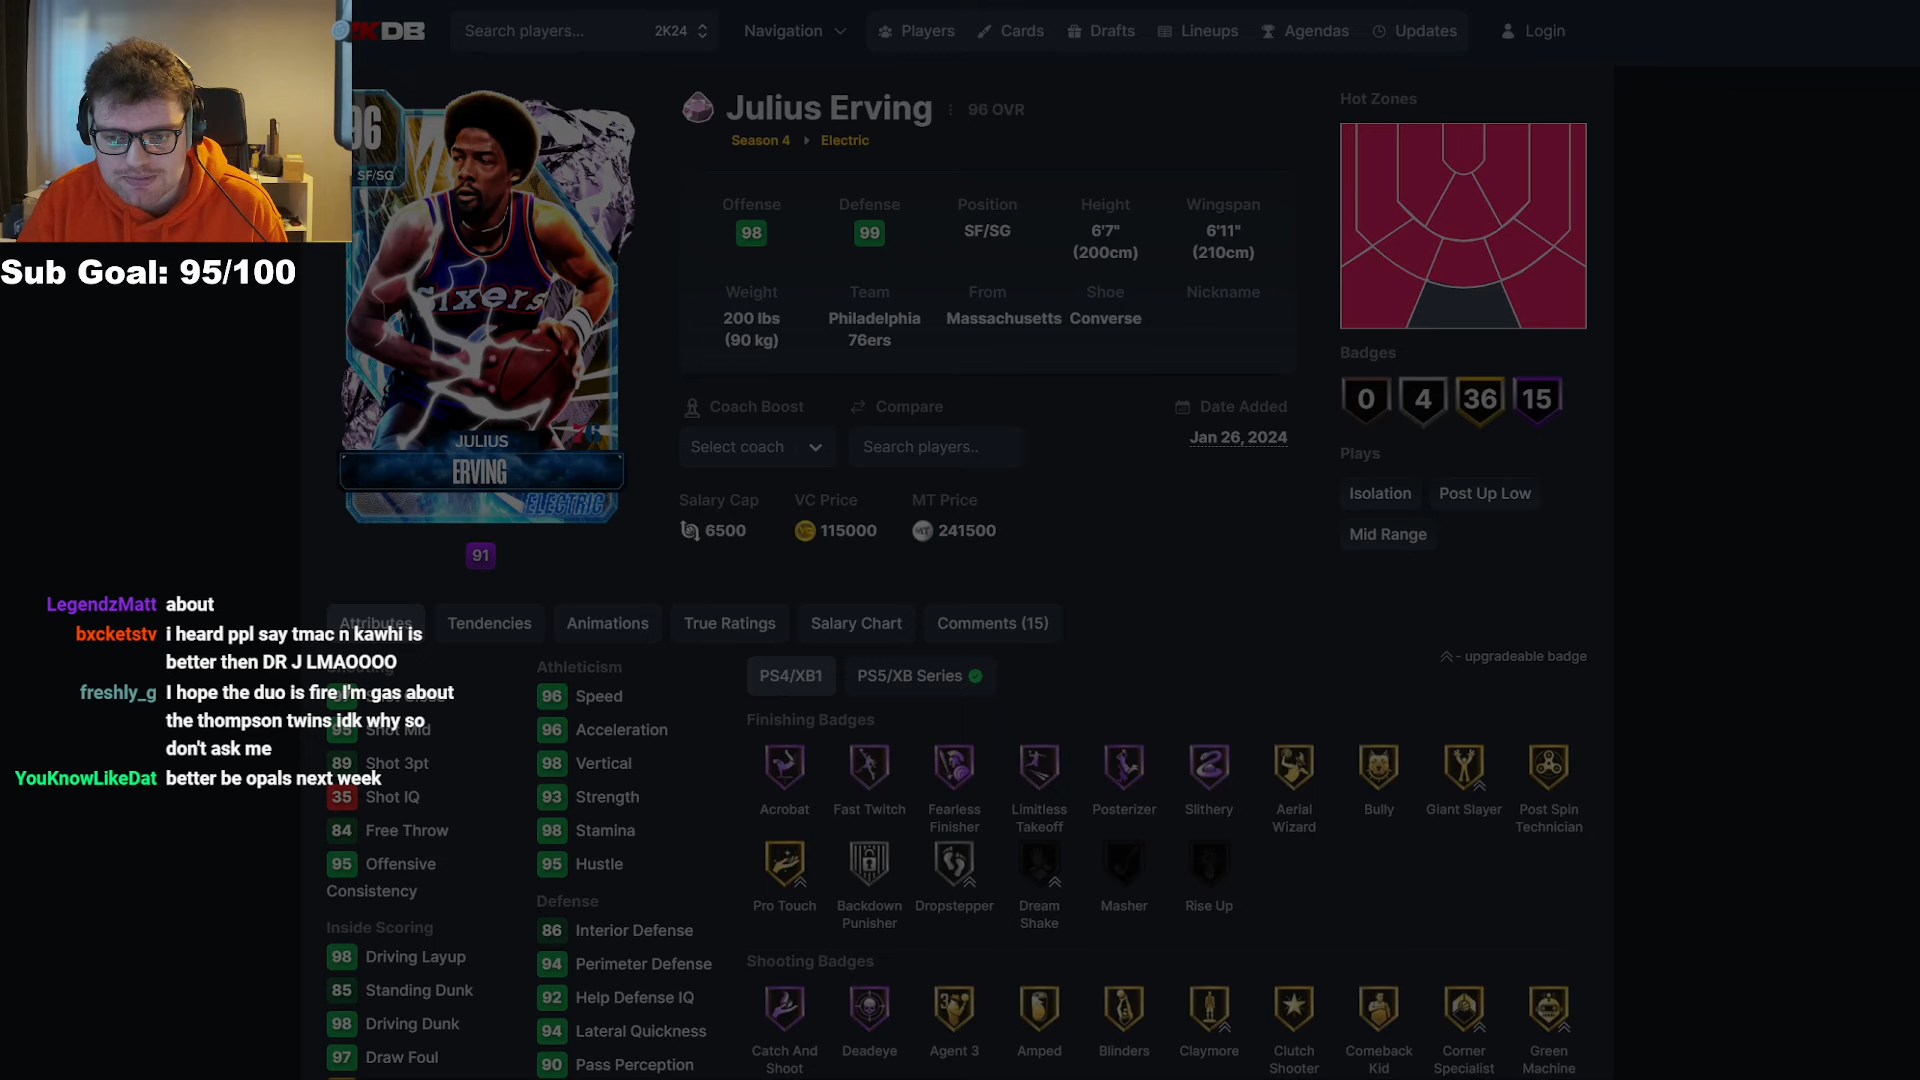 2KDB
Search players...
2K24
Navigation
Players
Cards
Drafts
Lineups
Agendas
Updates
Login
96
SF/SG
Sixers
JULIUS
ERVING
ELECTRIC
91
Julius Erving
96 OVR
Season 4
Electric
Offense
Defense
Position
Height
Wingspan
98
99
SF/SG
6'7"
(200cm)
6'11"
(210cm)
Weight
Team
From
Shoe
Nickname
200 lbs
(90 kg)
Philadelphia
76ers
Massachusetts
Converse
Coach Boost
Compare
Date Added
Select coach
Search players..
Jan 26, 2024
Salary Cap
VC Price
MT Price
6500
VC
115000
MT
241500
Hot Zones
Badges
0
4
36
15
Plays
Isolation
Post Up Low
Mid Range
Sub Goal: 95/100
LegendzMatt about
bxcketstv i heard ppl say tmac n kawhi is
better then DR J LMAOOOO
freshly_g I hope the duo is fire I'm gas about
the thompson twins idk why so
don't ask me
YouKnowLikeDat better be opals next week
Attributes
Tendencies
Animations
True Ratings
Salary Chart
Comments (15)
- upgradeable badge
95 Shot Mid
89 Shot 3pt
35 Shot IQ
84 Free Throw
95 Offensive
Consistency
Inside Scoring
98 Driving Layup
85 Standing Dunk
98 Driving Dunk
97 Draw Foul
Athleticism
96 Speed
96 Acceleration
98 Vertical
93 Strength
98 Stamina
95 Hustle
Defense
86 Interior Defense
94 Perimeter Defense
92 Help Defense IQ
94 Lateral Quickness
90 Pass Perception
PS4/XB1
PS5/XB Series
Finishing Badges
Acrobat
Fast Twitch
Fearless
Finisher
Limitless
Takeoff
Posterizer
Slithery
Aerial
Wizard
Bully
Giant Slayer
Post Spin
Technician
Pro Touch
Backdown
Punisher
Dropstepper
Dream
Shake
Masher
Rise Up
Shooting Badges
Catch And
Shoot
Deadeye
Agent 3
Amped
Blinders
Claymore
Clutch
Shooter
Comeback
Kid
Corner
Specialist
Green
Machine